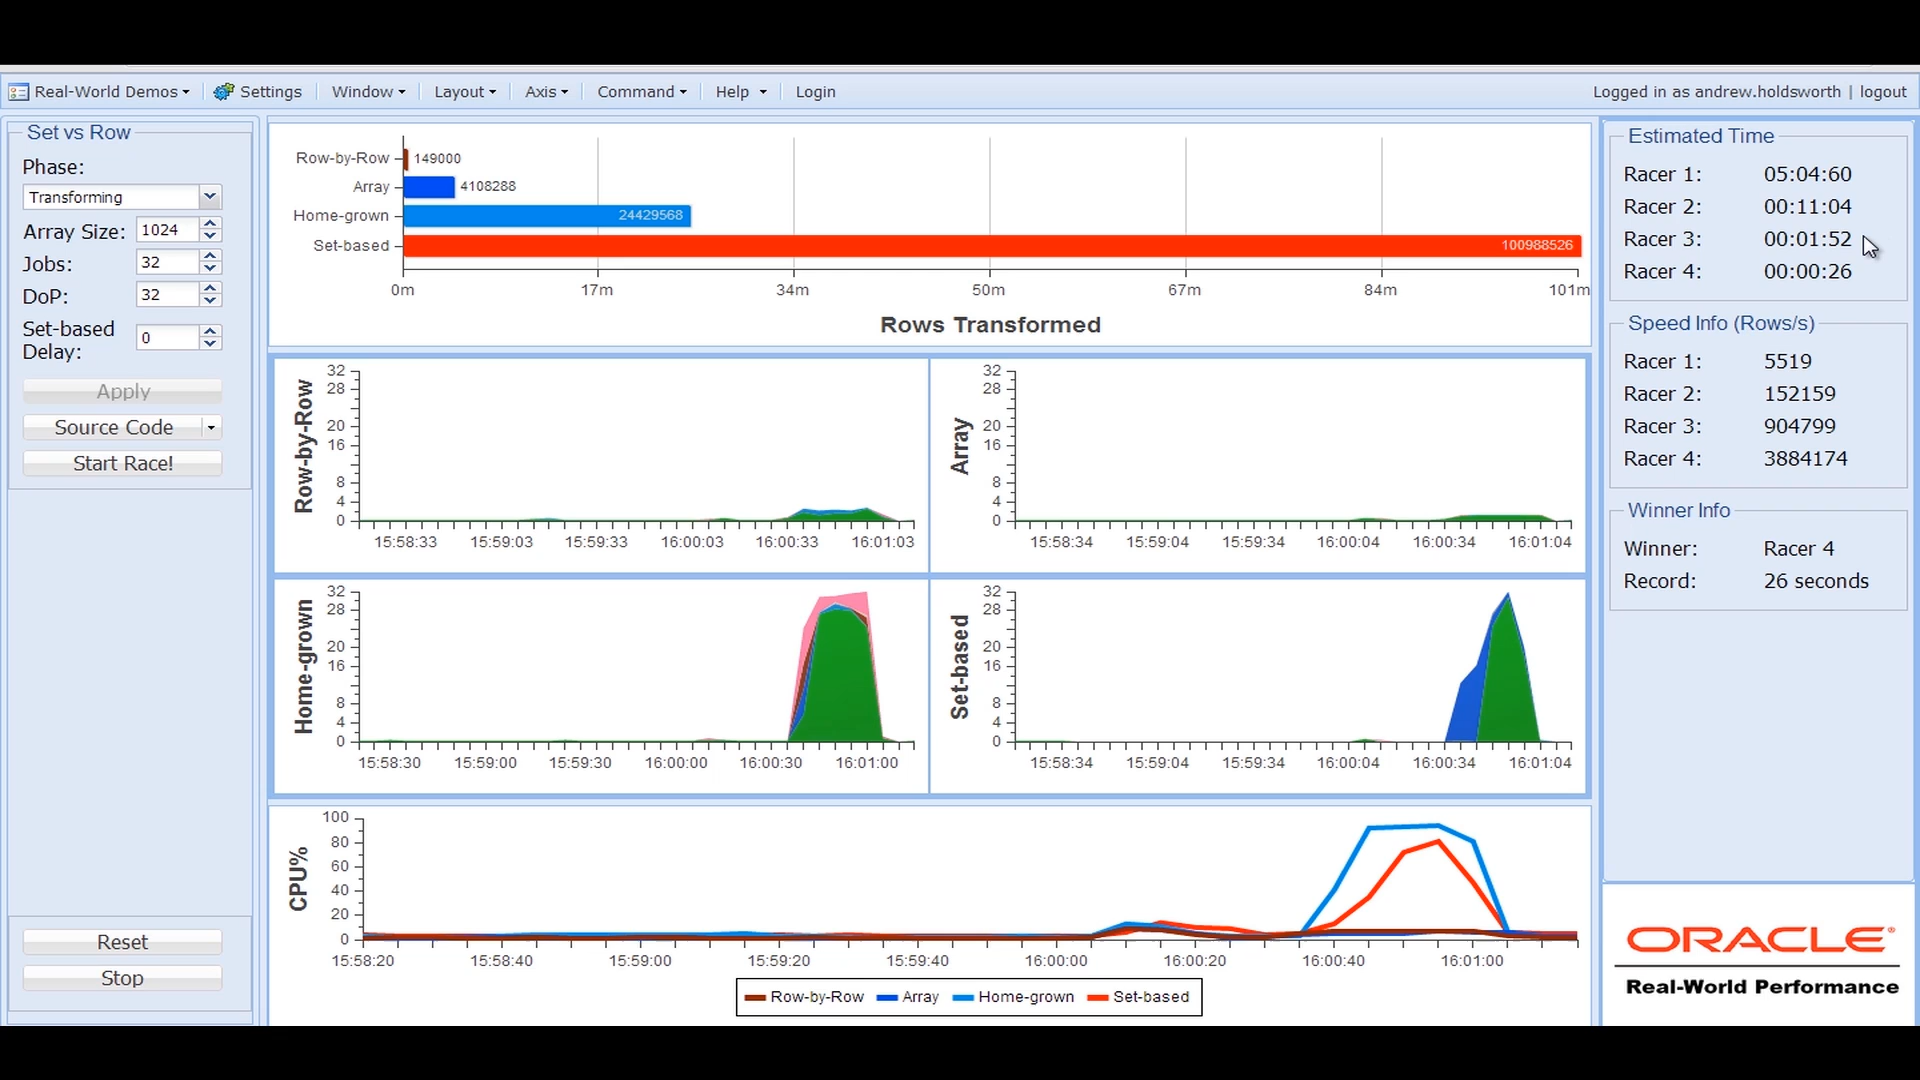 Real-World Demos Settings Window Layout Axis Command Help Login Logged in as andrew.holdsworth | logout
Set vs Row
Phase:
Transforming
Array Size: 1024
Jobs: 32
DoP: 32
Set-based Delay: 0
Apply
Source Code
Start Race!
Reset
Stop
Row-by-Row 149000
Array 4108288
Home-grown 24429568
Set-based 100988526
0m 17m 34m 50m 67m 84m 101m
Rows Transformed
Row-by-Row
32
28
20
16
8
4
0
15:58:33 15:59:03 15:59:33 16:00:03 16:00:33 16:01:03
Array
32
28
20
16
8
4
0
15:58:34 15:59:04 15:59:34 16:00:04 16:00:34 16:01:04
Home-grown
32
28
20
16
8
4
0
15:58:30 15:59:00 15:59:30 16:00:00 16:00:30 16:01:00
Set-based
32
28
20
16
8
4
0
15:58:34 15:59:04 15:59:34 16:00:04 16:00:34 16:01:04
CPU%
100
80
60
40
20
0
15:58:20 15:58:40 15:59:00 15:59:20 15:59:40 16:00:00 16:00:20 16:00:40 16:01:00
Row-by-Row Array Home-grown Set-based
Estimated Time
Racer 1: 05:04:60
Racer 2: 00:11:04
Racer 3: 00:01:52
Racer 4: 00:00:26
Speed Info (Rows/s)
Racer 1: 5519
Racer 2: 152159
Racer 3: 904799
Racer 4: 3884174
Winner Info
Winner: Racer 4
Record: 26 seconds
ORACLE®
Real-World Performance